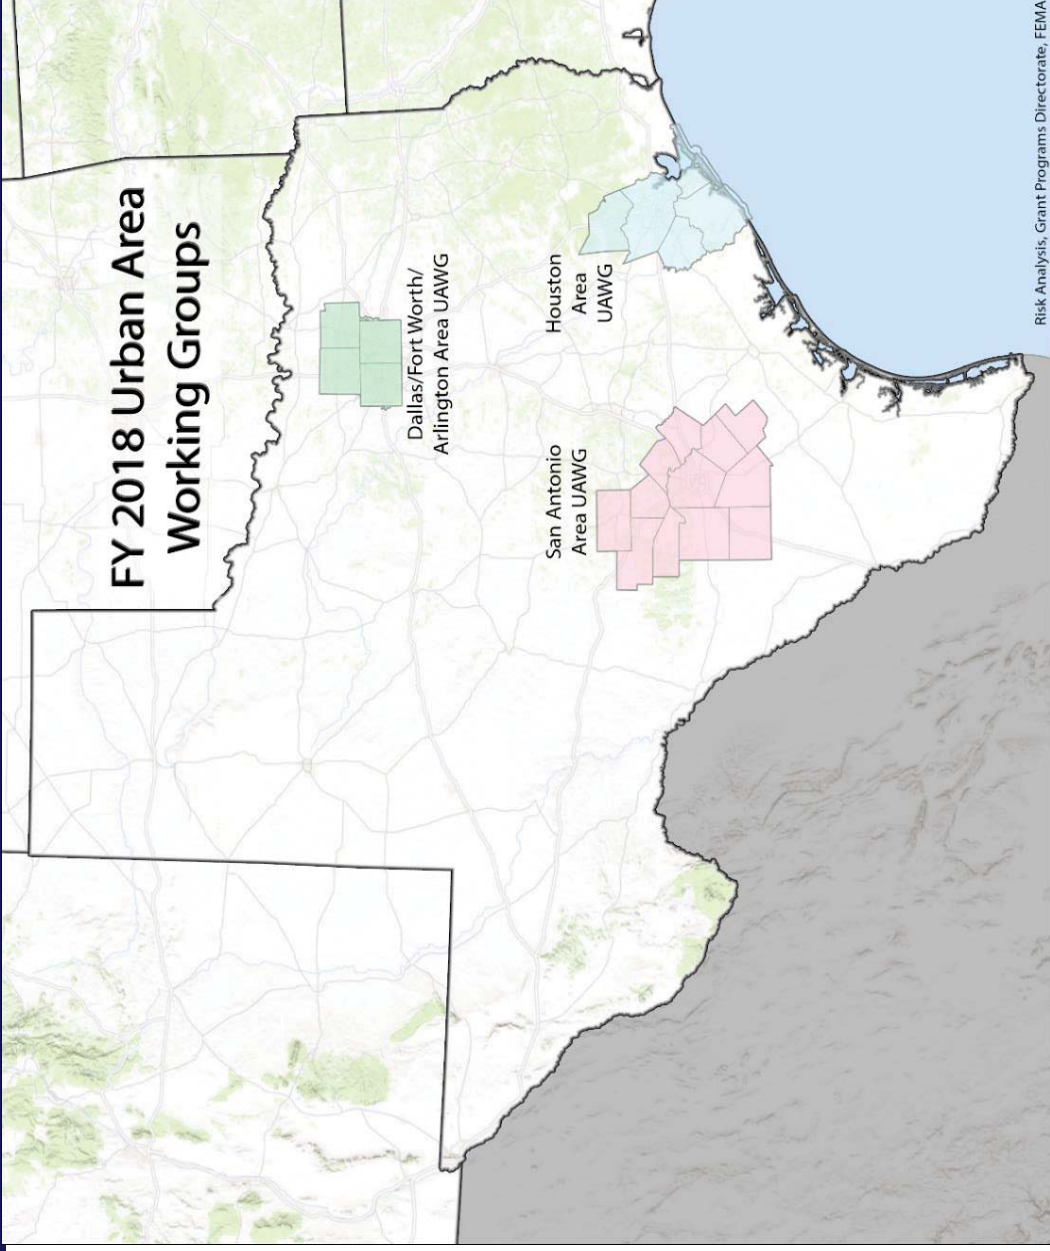 FY 2018 Urban Area
Working Groups
Dallas/Fort Worth/
Arlington Area UAWG
Houston
Area
UAWG
San Antonio
Area UAWG
Risk Analysis, Grant Programs Directorate, FEMA